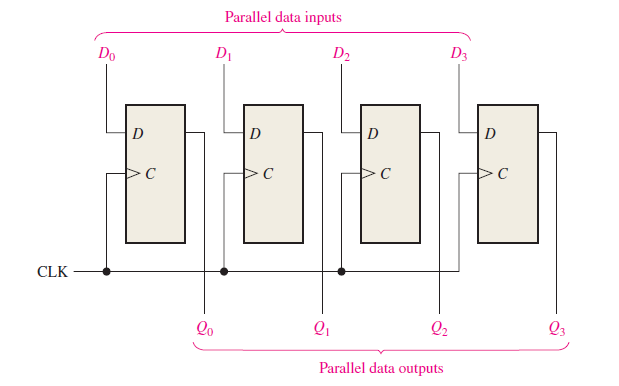 Parallel data inputs
D0 D1 D2 D3
D D D D
C C C C
CLK
Q0 Q1 Q2 Q3
Parallel data outputs